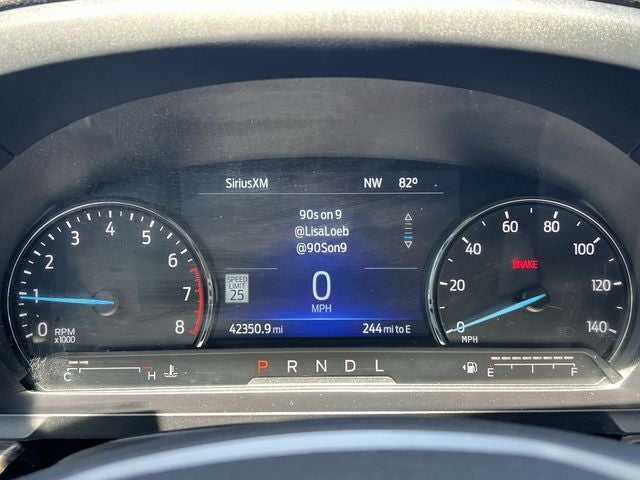 SiriusXM NW 82°
90s on 9
@LisaLoeb
@90Son9
SPEED
LIMIT
25
0
MPH
42350.9 mi 244 mi to E
0 1 2 3 4 5 6 7 8
RPM
x1000
0 20 40 60 80 100 120 140
BRAKE
MPH
C H
P R N D L
E F